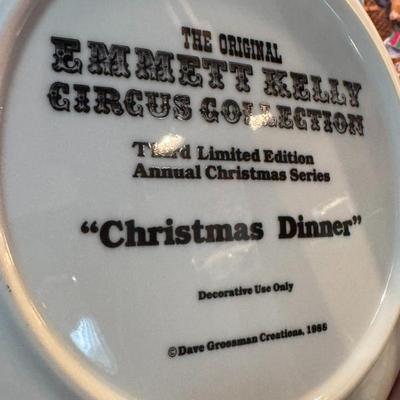 THE ORIGINAL
EMMETT KELLY
CIRCUS COLLECTION
Third Limited Edition
Annual Christmas Series
“Christmas Dinner”
Decorative Use Only
©Dave Grossman Creations, 1985